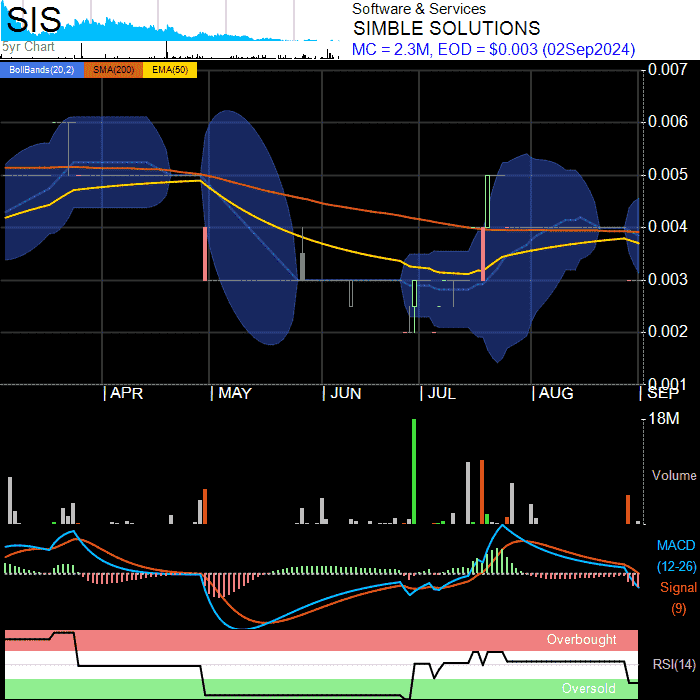 SIS
5yr Chart
Software & Services
SIMBLE SOLUTIONS
MC = 2.3M, EOD = $0.003 (02Sep2024)
BollBands(20,2) SMA(200) EMA(50)
0.007
0.006
0.005
0.004
0.003
0.002
0.001
APR MAY JUN JUL AUG SEP
18M
Volume
MACD
(12-26)
Signal
(9)
Overbought
RSI(14)
Oversold